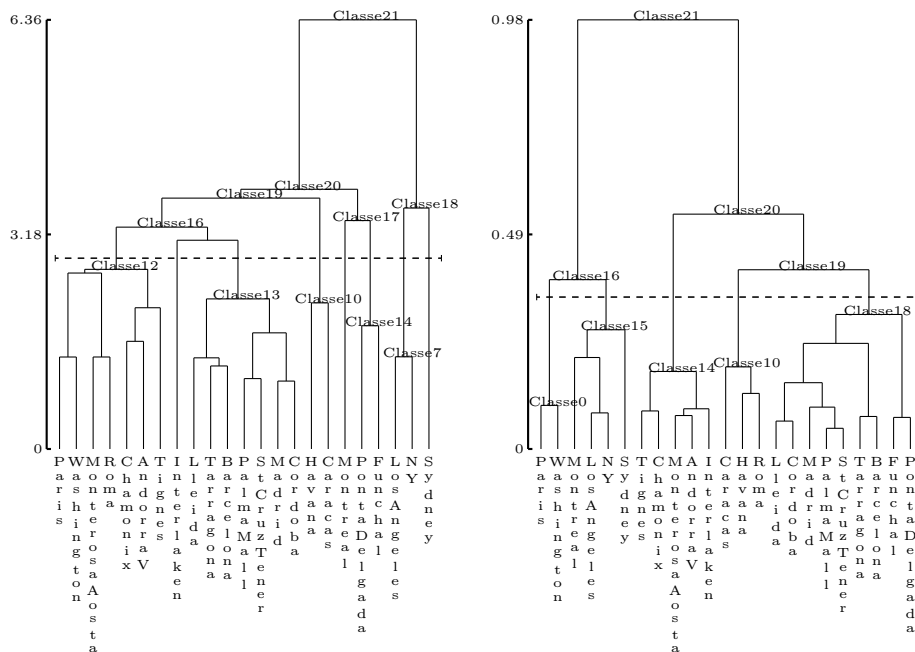 6.36
3.18
0
Classe21
Classe20
Classe19
Classe18
Classe17
Classe16
Classe12
Classe13
Classe10
Classe14
Classe7
Paris
Washington
MonterosaAosta
Roma
Chamonix
AndorraV
Tignes
Interlaken
Lleida
Tarragona
Barcelona
PalmaMall
StCruzTener
Madrid
Cordoba
Havana
Caracas
Montreal
PontaDelgada
Funchal
LosAngeles
NY
Sydney
0.98
0.49
0
Classe21
Classe20
Classe19
Classe16
Classe18
Classe15
Classe10
Classe14
Classe0
Paris
Washington
Montreal
LosAngeles
NY
Sydney
Tignes
Chamonix
MonterosaAosta
AndorraV
Interlaken
Caracas
Havana
Roma
Lleida
Cordoba
Madrid
PalmaMall
StCruzTener
Tarragona
Barcelona
Funchal
PontaDelgada